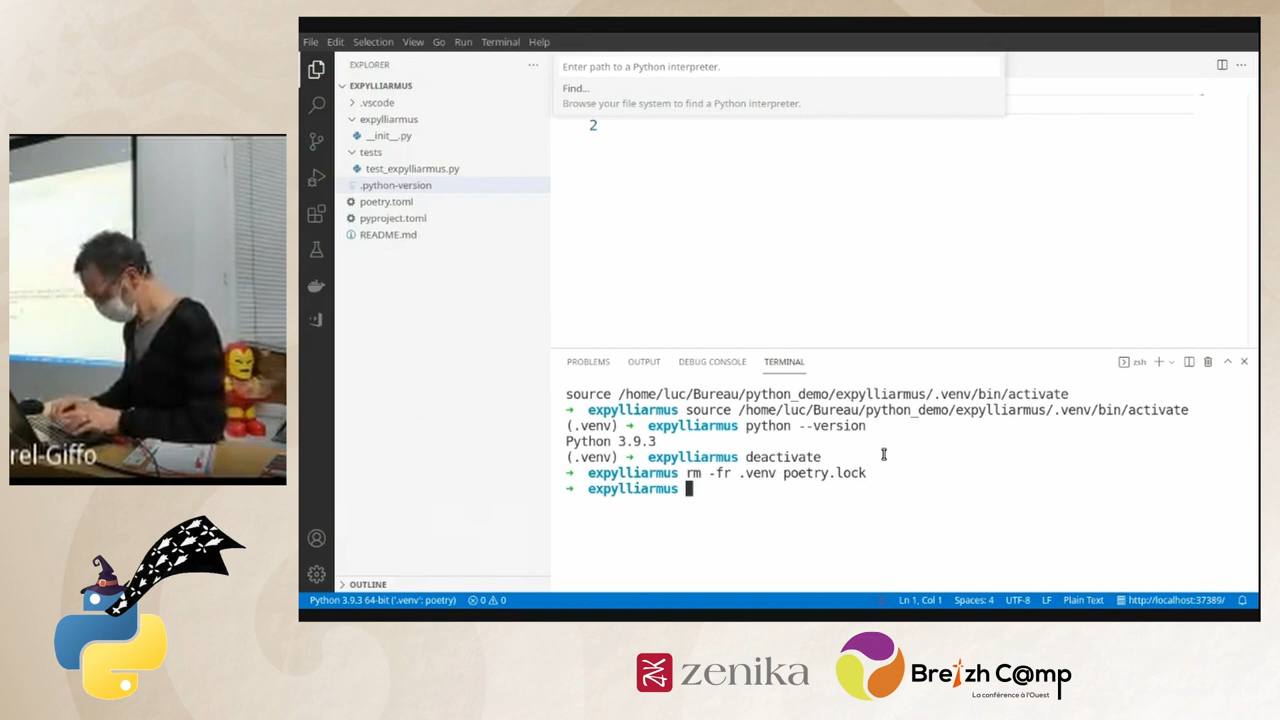 File Edit Selection View Go Run Terminal Help
EXPLORER
Enter path to a Python interpreter.
EXPYLLIARMUS
Find...
.vscode
Browse your file system to find a Python interpreter.
expylliarmus
2
__init__.py
tests
test_expylliarmus.py
.python-version
poetry.toml
pyproject.toml
README.md
PROBLEMS OUTPUT DEBUG CONSOLE TERMINAL
zsh
source /home/luc/Bureau/python_demo/expylliarmus/.venv/bin/activate
➜ expylliarmus source /home/luc/Bureau/python_demo/expylliarmus/.venv/bin/activate
(.venv) ➜ expylliarmus python --version
Python 3.9.3
(.venv) ➜ expylliarmus deactivate
➜ expylliarmus rm -fr .venv poetry.lock
➜ expylliarmus
rel-Giffo
OUTLINE
Python 3.9.3 64-bit ('.venv': poetry) 0 0 Ln 1, Col 1 Spaces: 4 UTF-8 LF Plain Text http://localhost:37389/
zenika
Breizh C@mp
La conférence à l'Ouest